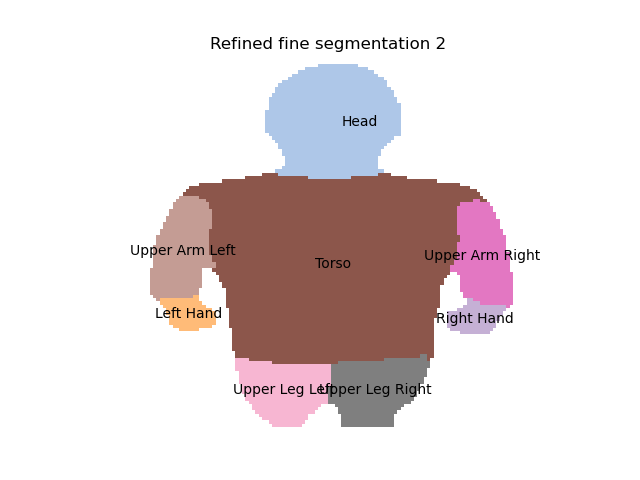 Refined fine segmentation 2
Head
Upper Arm Left
Upper Arm Right
Torso
Left Hand
Right Hand
Upper Leg Left
Upper Leg Right